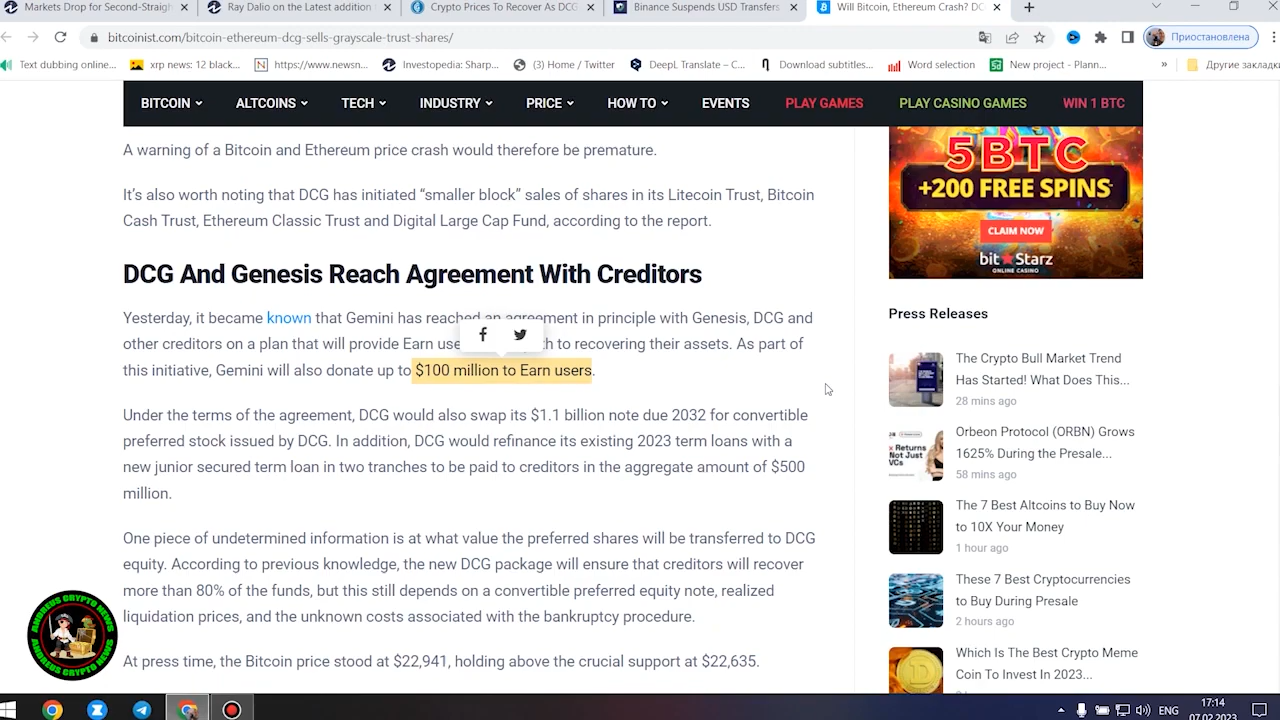 Markets Drop for Second-Straigh
Ray Dalio on the Latest addition
Crypto Prices To Recover As DCG
Binance Suspends USD Transfers
Will Bitcoin, Ethereum Crash? DC
bitcoinist.com/bitcoin-ethereum-dcg-sells-grayscale-trust-shares/
Приостановлена
Text dubbing online...
xrp news: 12 black...
https://www.newsn...
Investopedia: Sharp...
(3) Home / Twitter
DeepL Translate – C...
Download subtitles...
Word selection
New project - Plann...
»
Другие закладки
BITCOIN
ALTCOINS
TECH
INDUSTRY
PRICE
HOW TO
EVENTS
PLAY GAMES
PLAY CASINO GAMES
WIN 1 BTC
A warning of a Bitcoin and Ethereum price crash would therefore be premature.
It's also worth noting that DCG has initiated “smaller block” sales of shares in its Litecoin Trust, Bitcoin
Cash Trust, Ethereum Classic Trust and Digital Large Cap Fund, according to the report.
DCG And Genesis Reach Agreement With Creditors
Yesterday, it became known that Gemini has reached an agreement in principle with Genesis, DCG and
other creditors on a plan that will provide Earn use th to recovering their assets. As part of
this initiative, Gemini will also donate up to $100 million to Earn users.
Under the terms of the agreement, DCG would also swap its $1.1 billion note due 2032 for convertible
preferred stock issued by DCG. In addition, DCG would refinance its existing 2023 term loans with a
new junior secured term loan in two tranches to be paid to creditors in the aggregate amount of $500
million.
One piece of indetermined information is at what value the preferred shares will be transferred to DCG
equity. According to previous knowledge, the new DCG package will ensure that creditors will recover
more than 80% of the funds, but this still depends on a convertible preferred equity note, realized
liquidation prices, and the unknown costs associated with the bankruptcy procedure.
At press time, the Bitcoin price stood at $22,941, holding above the crucial support at $22,635.
5BTC
+200 FREE SPINS
CLAIM NOW
bitStarz
ONLINE CASINO
Press Releases
The Crypto Bull Market Trend
Has Started! What Does This...
28 mins ago
Returns
Not Just
VCs
Orbeon Protocol (ORBN) Grows
1625% During the Presale...
58 mins ago
The 7 Best Altcoins to Buy Now
to 10X Your Money
1 hour ago
These 7 Best Cryptocurrencies
to Buy During Presale
2 hours ago
Which Is The Best Crypto Meme
Coin To Invest In 2023...
ANDREUS CRYPTO NEWS
ANDREUS CRYPTO NEWS
ENG
17:14
07.02.2023